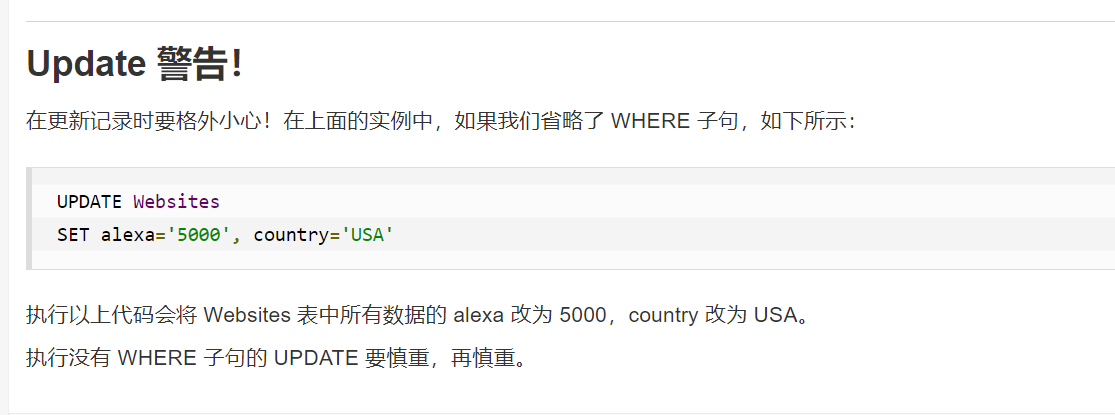 Update 警告！
在更新记录时要格外小心！在上面的实例中，如果我们省略了 WHERE 子句，如下所示：
UPDATE Websites
SET alexa='5000', country='USA'
执行以上代码会将 Websites 表中所有数据的 alexa 改为 5000，country 改为 USA。
执行没有 WHERE 子句的 UPDATE 要慎重，再慎重。